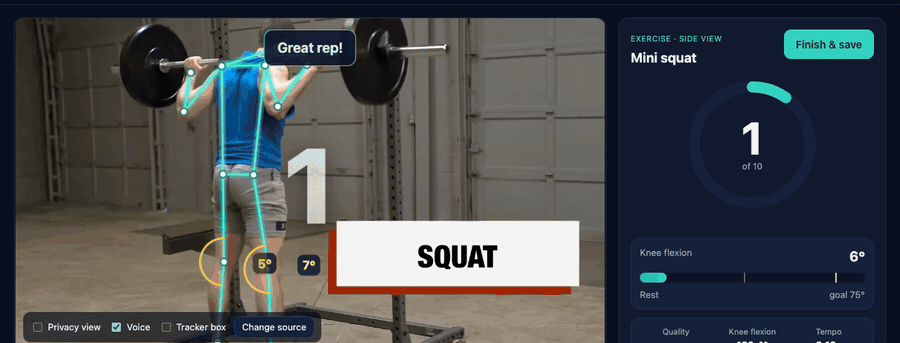 Great rep!
1
5°
7°
SQUAT
Privacy view
Voice
Tracker box
Change source
EXERCISE · SIDE VIEW
Mini squat
Finish & save
1
of 10
Knee flexion
6°
Rest
goal 75°
Quality
Knee flexion
Tempo